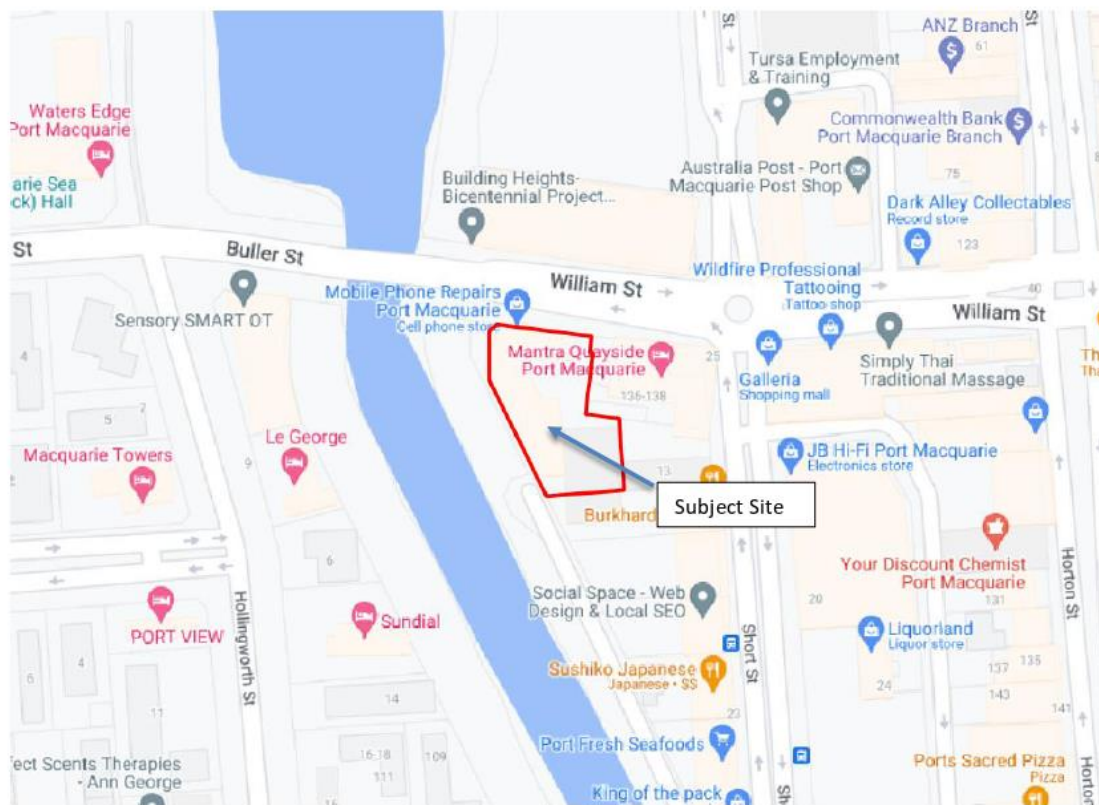 St
ANZ Branch
61
Tursa Employment
& Training
Waters Edge
Port Macquarie
Commonwealth Bank
Port Macquarie Branch
arie Sea
ck) Hall
Building Heights-
Bicentennial Project...
Australia Post - Port
Macquarie Post Shop
75
Dark Alley Collectables
Record store
123
St
Buller St
William St
Wildfire Professional
Tattooing
Tattoo shop
40
William St
Mobile Phone Repairs
Port Macquarie
Cell phone store
Sensory SMART OT
Mantra Quayside
Port Macquarie
25
136-138
Galleria
Shopping mall
Simply Thai
Traditional Massage
Th
Tha
4
5
2
Le George
9
Macquarie Towers
13
JB Hi-Fi Port Macquarie
Electronics store
Subject Site
Burkhard
Your Discount Chemist
Port Macquarie
131
Horton St
6
Social Space - Web
Design & Local SEO
20
PORT VIEW
Hollingworth St
Sundial
Short St
Liquorland
Liquor store
137
135
6
4
Sushiko Japanese
Japanese • $$
24
143
141
11
14
23
Port Fresh Seafoods
16-18
109
111
fect Scents Therapies
- Ann George
Ports Sacred Pizza
Pizza
King of the pack
Sh
Horton